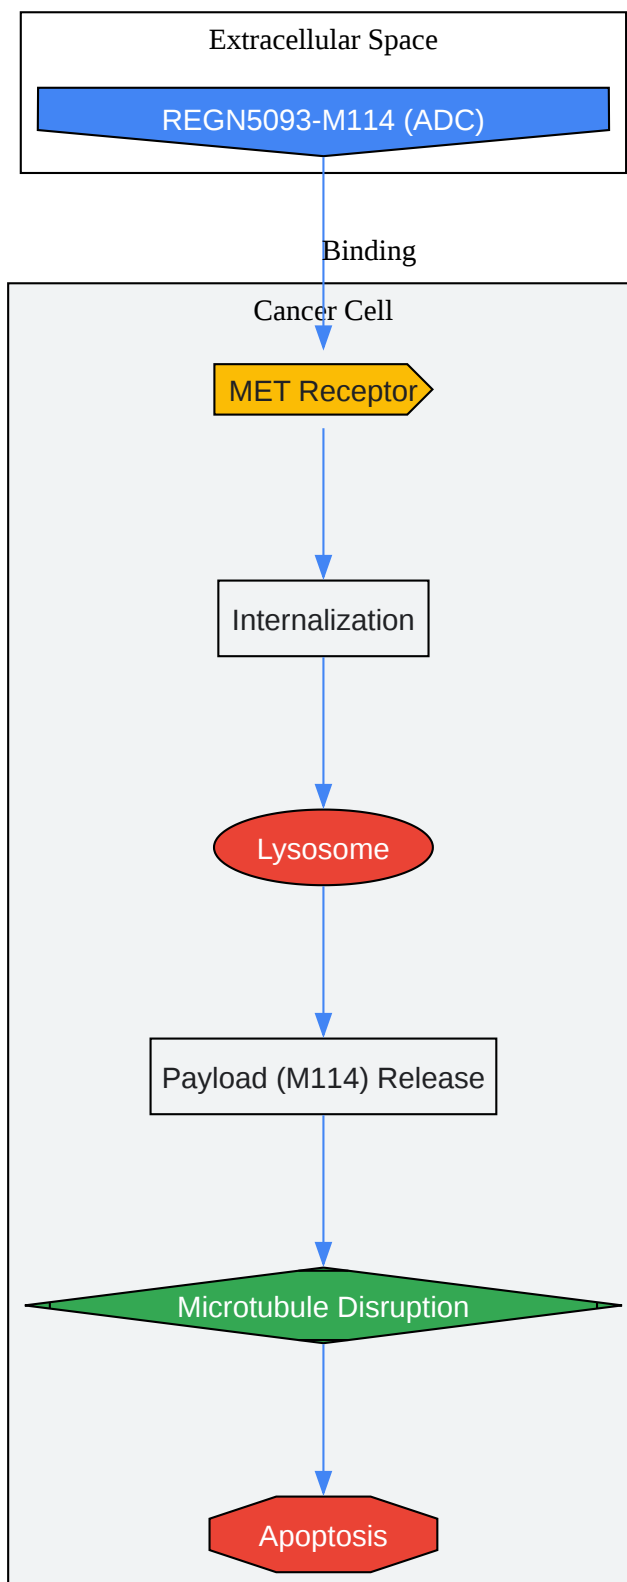 Extracellular Space
REGN5093-M114 (ADC)
Binding
Cancer Cell
MET Receptor
Internalization
Lysosome
Payload (M114) Release
Microtubule Disruption
Apoptosis